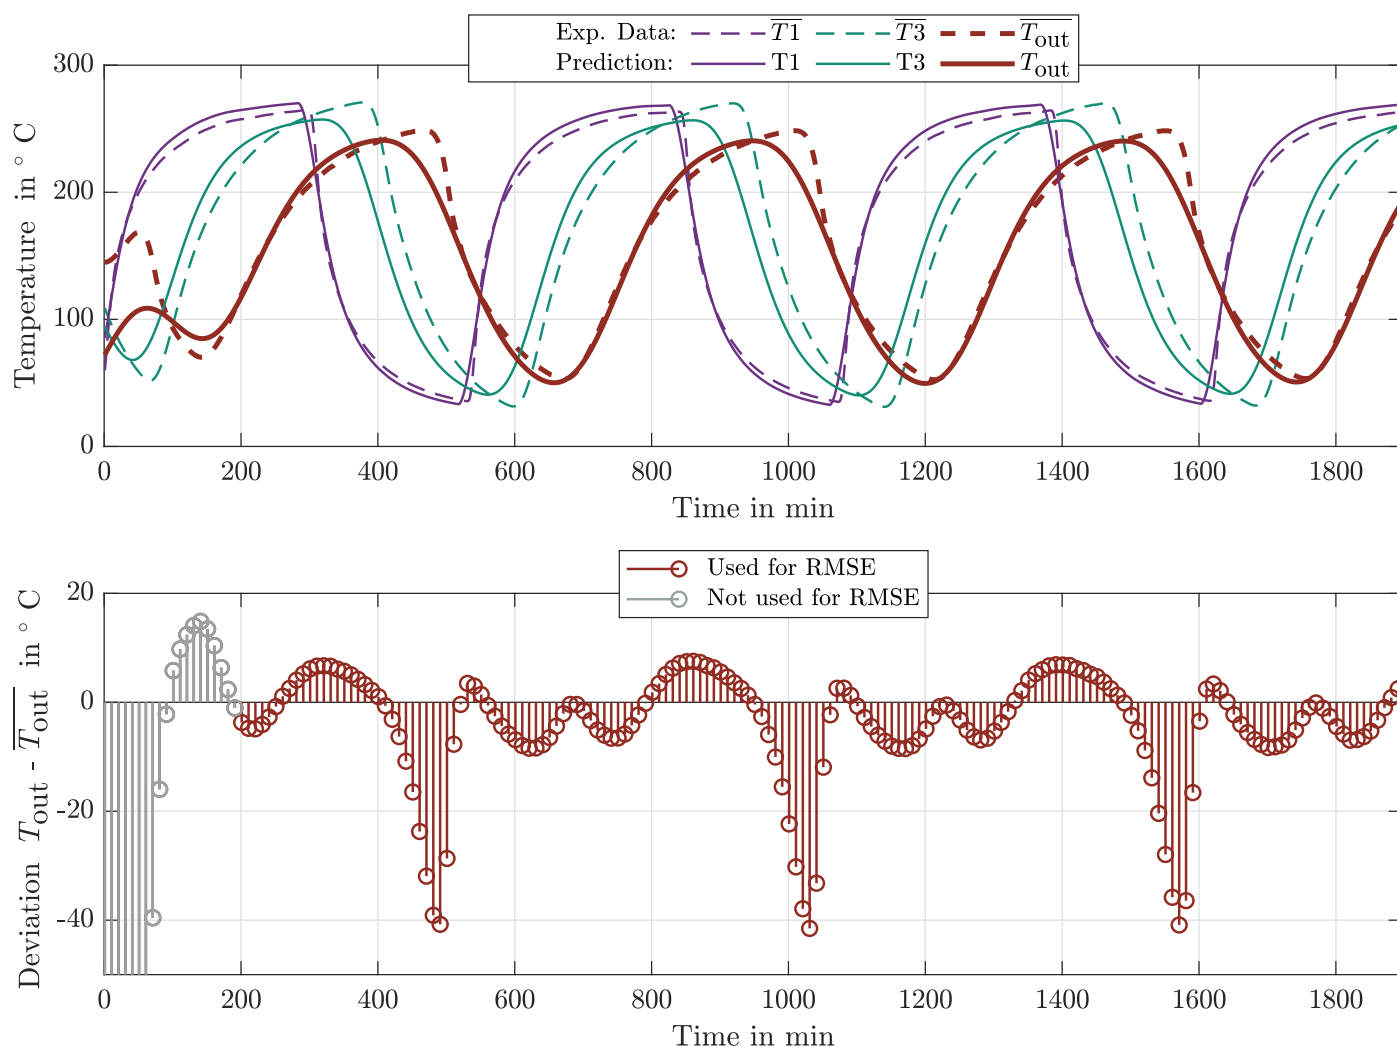 Exp. Data: T1 T3 Tout
Prediction: T1 T3 Tout
300
200
100
0
Temperature in ° C
0 200 400 600 800 1000 1200 1400 1600 1800
Time in min
Used for RMSE
Not used for RMSE
20
0
-20
-40
Deviation Tout - Tout in ° C
0 200 400 600 800 1000 1200 1400 1600 1800
Time in min